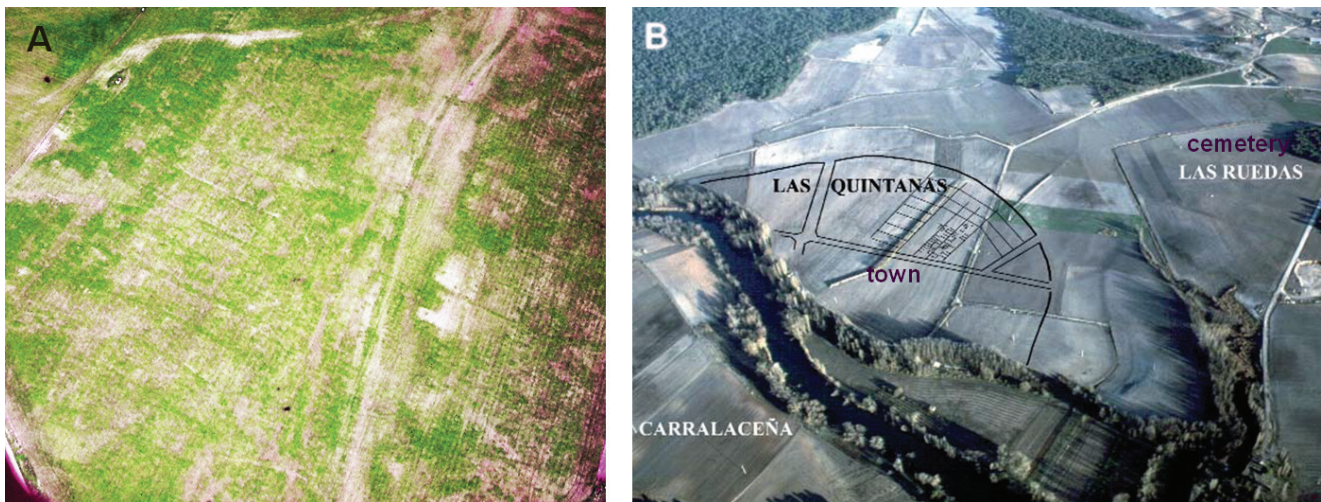 A
B
cemetery
LAS RUEDAS
LAS QUINTANAS
town
CARRALACEÑA